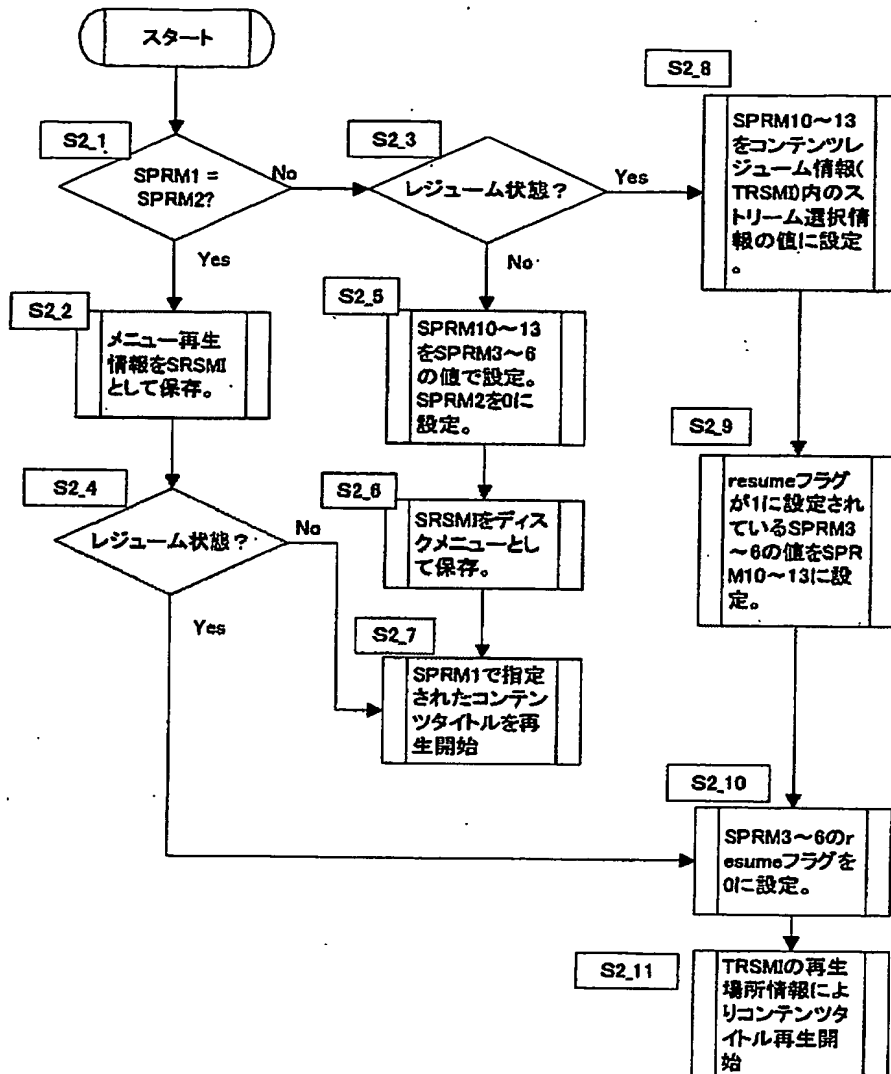 スタート
S2_1
SPRM1 =
SPRM2?
No
Yes
S2_3
レジューム状態？
Yes
No
S2_8
SPRM10～13
をコンテンツレ
ジューム情報(
TRSMI)内のス
トリーム選択情
報の値に設定
。
S2_2
メニュー再生
情報をSRSMI
として保存。
S2_5
SPRM10～13
をSPRM3～6
の値で設定。
SPRM2を0に
設定。
S2_9
resumeフラグ
が1に設定され
ているSPRM3
～6の値をSPR
M10～13に設
定。
S2_4
レジューム状態？
No
Yes
S2_6
SRSMIをディス
クメニューとし
て保存。
S2_7
SPRM1で指定
されたコンテン
ツタイトルを再
生開始
S2_10
SPRM3～6のr
esumeフラグを
0に設定。
S2_11
TRSMIの再生
場所情報によ
りコンテンツタ
イトル再生開
始